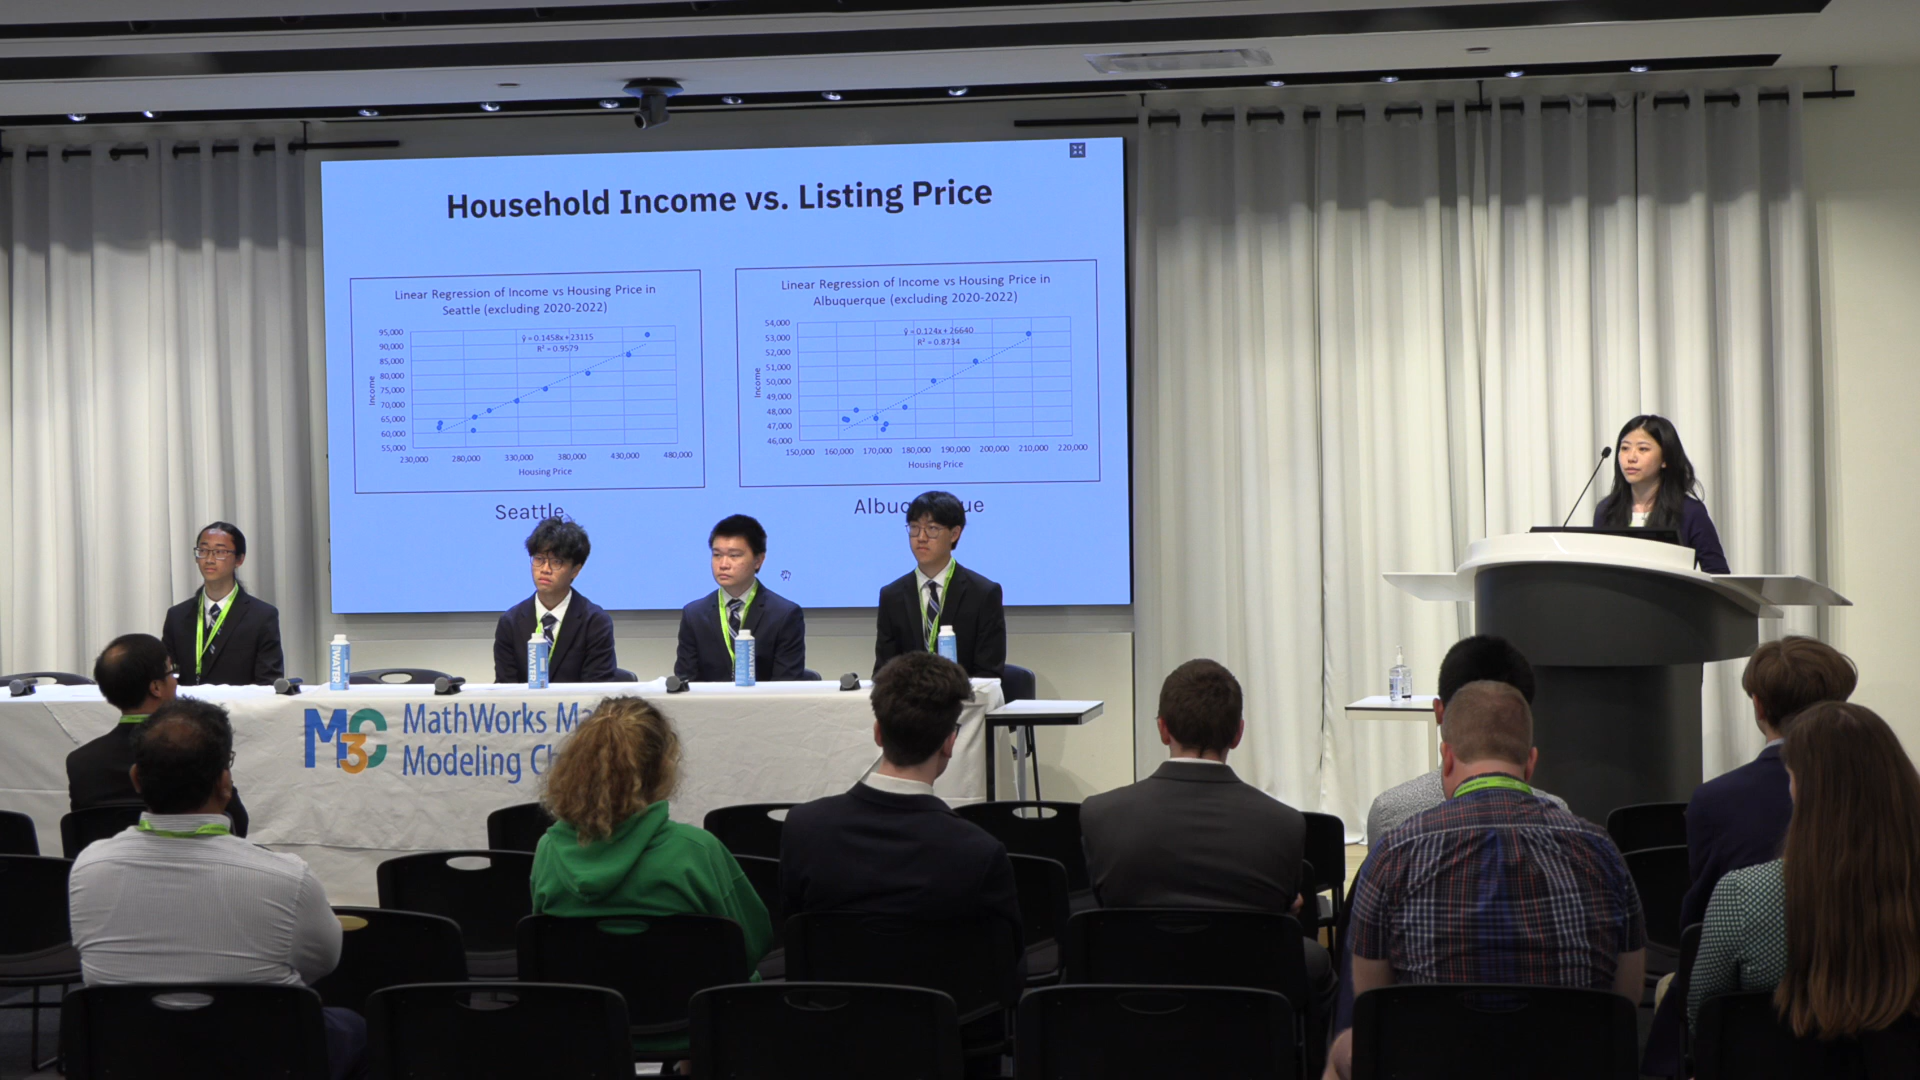 Household Income vs. Listing Price
Linear Regression of Income vs Housing Price in
Seattle (excluding 2020-2022)
ŷ = 0.1458x + 23115
R² = 0.9579
95,000
90,000
85,000
80,000
75,000
70,000
65,000
60,000
55,000
Income
230,000 280,000 330,000 380,000 430,000 480,000
Housing Price
Seattle
Linear Regression of Income vs Housing Price in
Albuquerque (excluding 2020-2022)
ŷ = 0.124x + 26640
R² = 0.8734
54,000
53,000
52,000
51,000
50,000
49,000
48,000
47,000
46,000
Income
150,000 160,000 170,000 180,000 190,000 200,000 210,000 220,000
Housing Price
WATER
WATER
WATER
M3C
MathWorks
Modeling